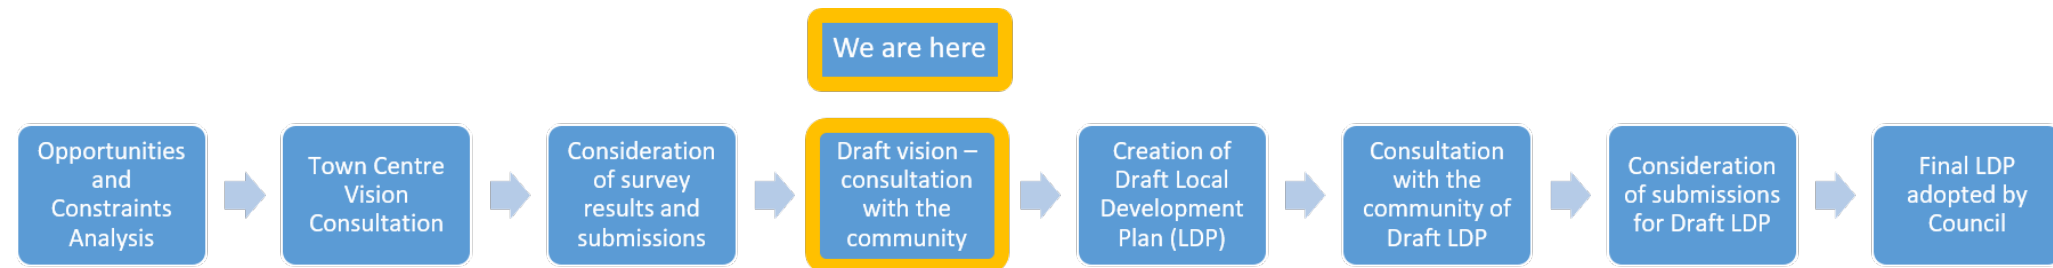 We are here
Opportunities
and
Constraints
Analysis
Town Centre
Vision
Consultation
Consideration
of survey
results and
submissions
Draft vision –
consultation
with the
community
Creation of
Draft Local
Development
Plan (LDP)
Consultation
with the
community of
Draft LDP
Consideration
of submissions
for Draft LDP
Final LDP
adopted by
Council